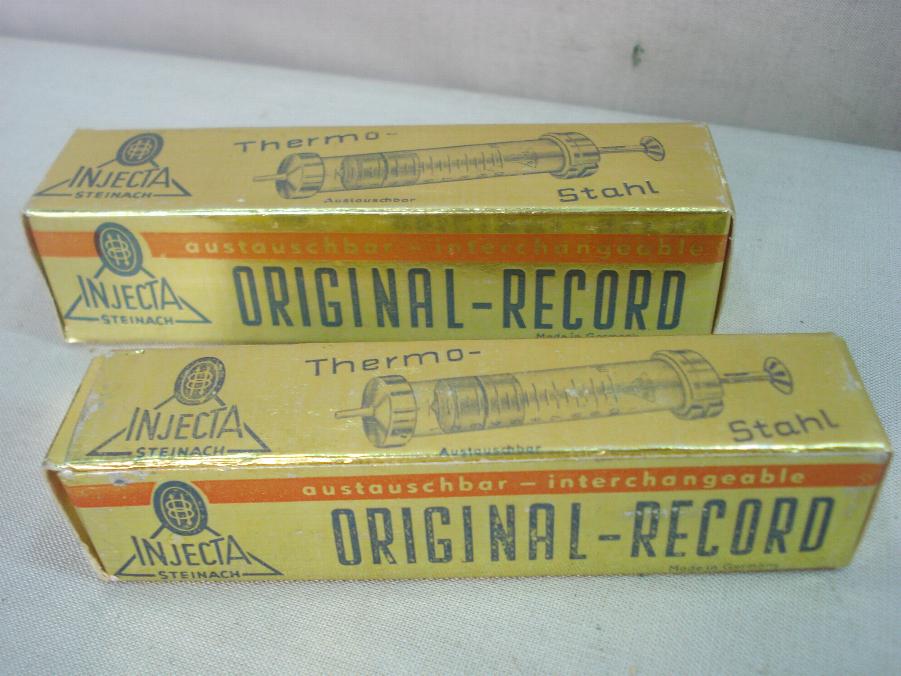 Thermo-
INJECTA
STEINACH
Stahl
Austauschbar
austauschbar - interchangeable
INJECTA
STEINACH
ORIGINAL-RECORD
Made in Germany
Thermo-
INJECTA
STEINACH
Stahl
Austauschbar
austauschbar - interchangeable
INJECTA
STEINACH
ORIGINAL-RECORD
Made in Germany